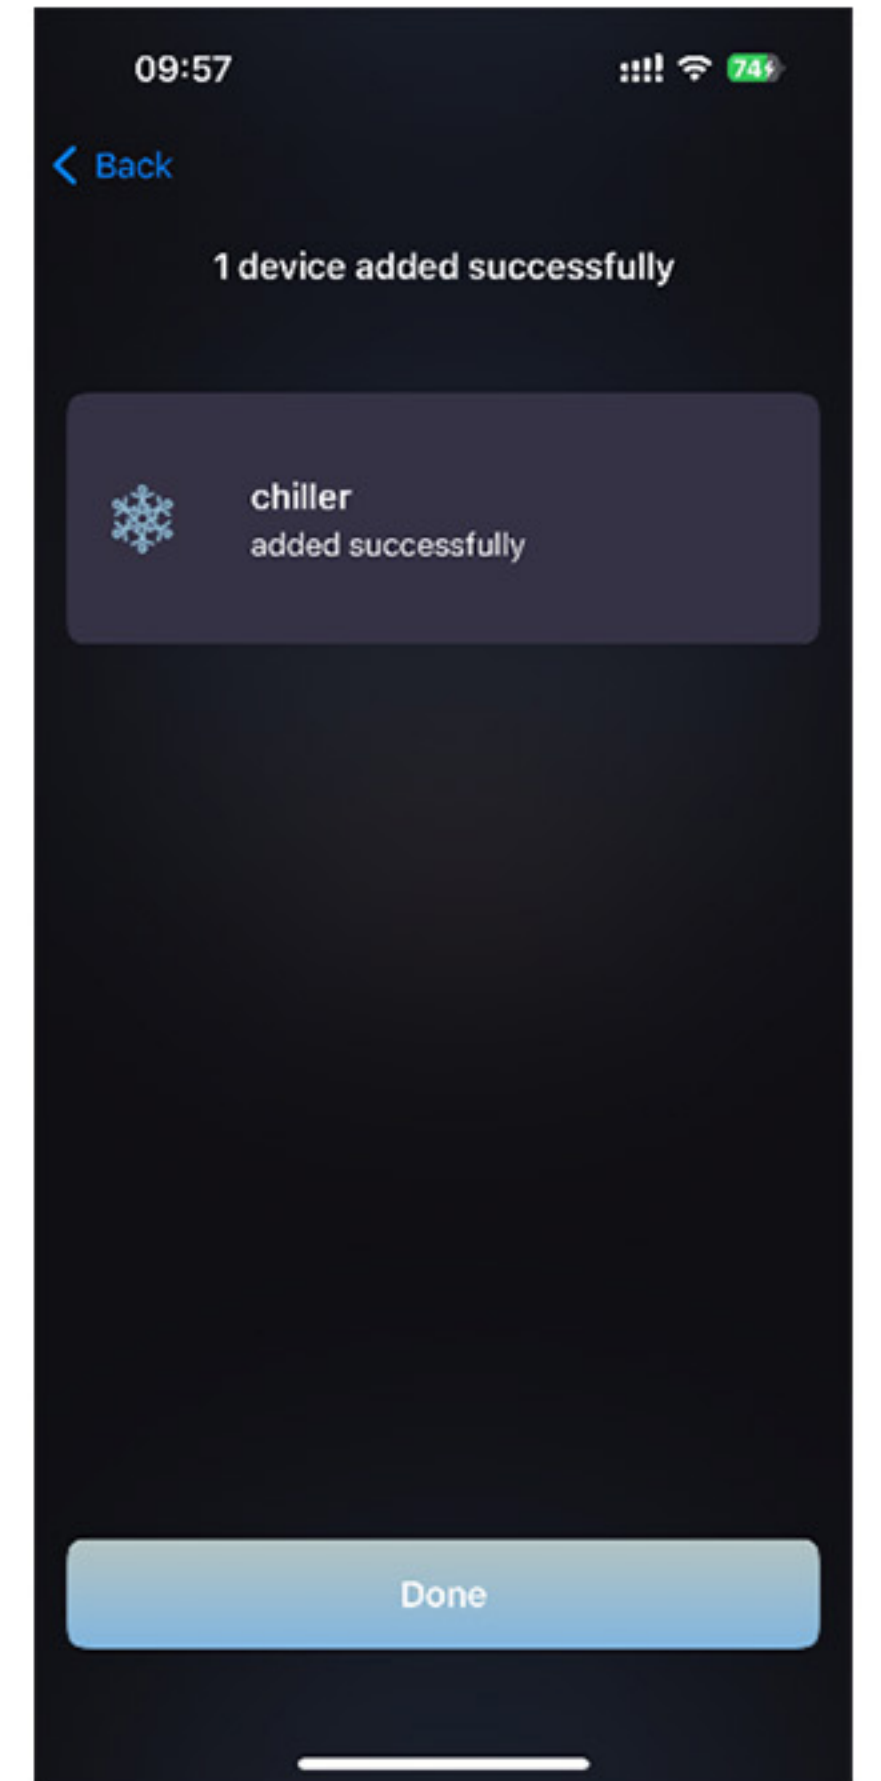 09:57
74
Back
1 device added successfully
chiller
added successfully
Done